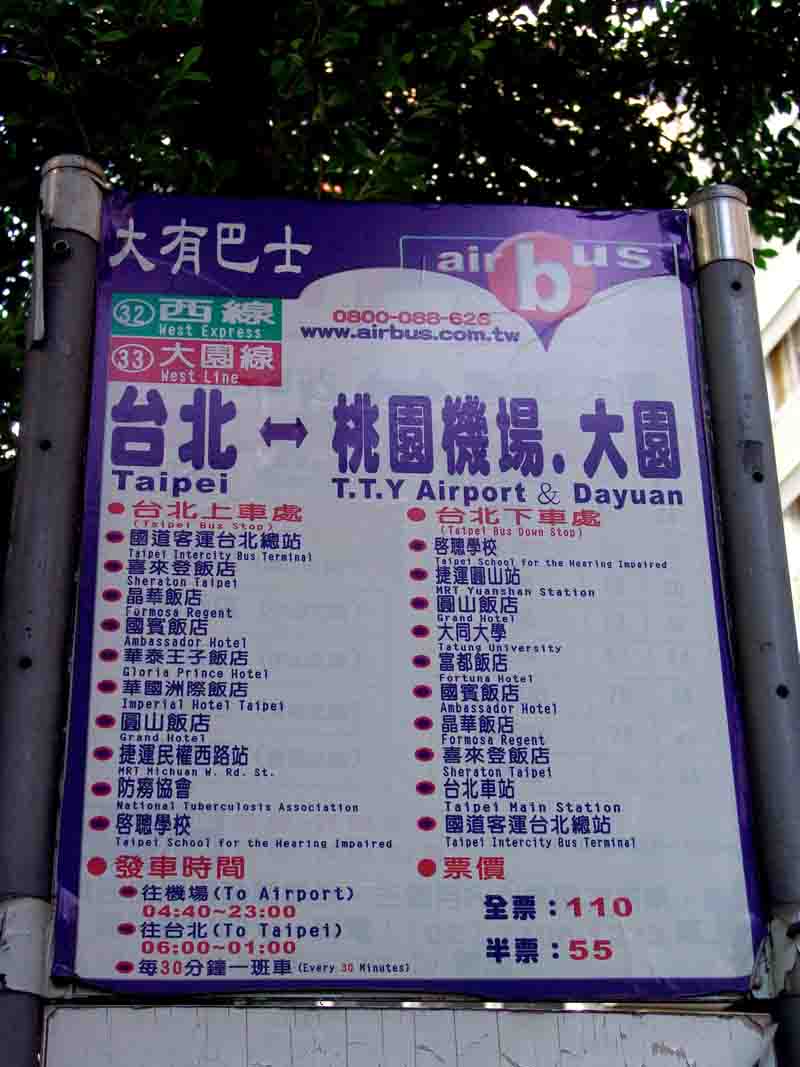 大有巴士
air bus
0800-088-626
www.airbus.com.tw
32 西線
West Express
33 大園線
West Line
台北 ↔ 桃園機場.大園
Taipei T.T.Y Airport & Dayuan
台北上車處
(Taipei Bus Stop)
國道客運台北總站
Taipei Intercity Bus Terminal
喜來登飯店
Sheraton Taipei
晶華飯店
Formosa Regent
國賓飯店
Ambassador Hotel
華泰王子飯店
Gloria Prince Hotel
華國洲際飯店
Imperial Hotel Taipei
圓山飯店
Grand Hotel
捷運民權西路站
MRT Michuan W. Rd. St.
防癆協會
National Tuberculosis Association
啓聰學校
Taipei School for the Hearing Impaired
台北下車處
(Taipei Bus Down Stop)
啓聰學校
Taipei School for the Hearing Impaired
捷運圓山站
MRT Yuanshan Station
圓山飯店
Grand Hotel
大同大學
Tatung University
富都飯店
Fortuna Hotel
國賓飯店
Ambassador Hotel
晶華飯店
Formosa Regent
喜來登飯店
Sheraton Taipei
台北車站
Taipei Main Station
國道客運台北總站
Taipei Intercity Bus Terminal
發車時間
往機場(To Airport)
04:40~23:00
往台北(To Taipei)
06:00~01:00
每30分鐘一班車(Every 30 Minutes)
票價
全票：110
半票：55